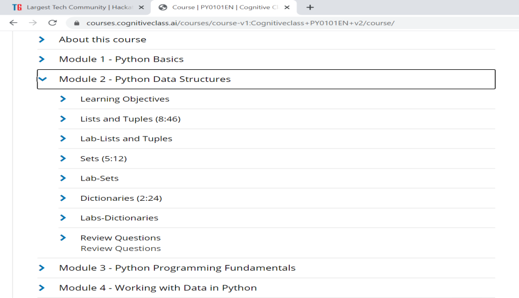 Largest Tech Community | Hacker
Course | PY0101EN | Cognitive Cl
courses.cognitiveclass.ai/courses/course-v1:Cognitiveclass+PY0101EN+v2/course/
About this course
Module 1 - Python Basics
Module 2 - Python Data Structures
Learning Objectives
Lists and Tuples (8:46)
Lab-Lists and Tuples
Sets (5:12)
Lab-Sets
Dictionaries (2:24)
Labs-Dictionaries
Review Questions
Review Questions
Module 3 - Python Programming Fundamentals
Module 4 - Working with Data in Python